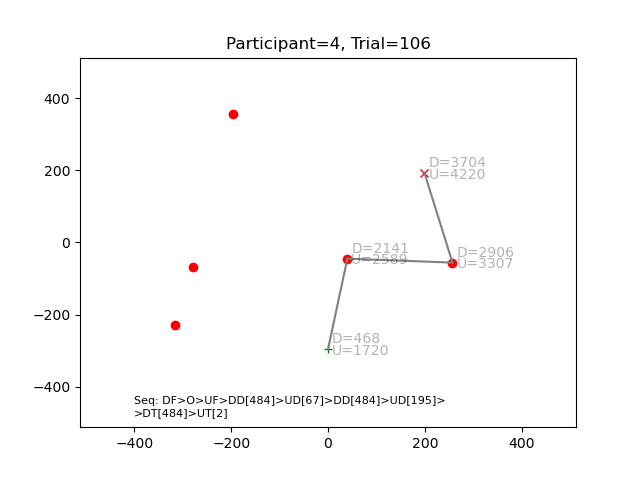 Participant=4, Trial=106
400
200
0
−200
−400
D=3704
U=4220
D=2141
U=2589
D=2906
U=3307
D=468
U=1720
Seq: DF>O>UF>DD[484]>UD[67]>DD[484]>UD[195]>
>DT[484]>UT[2]
−400 −200 0 200 400